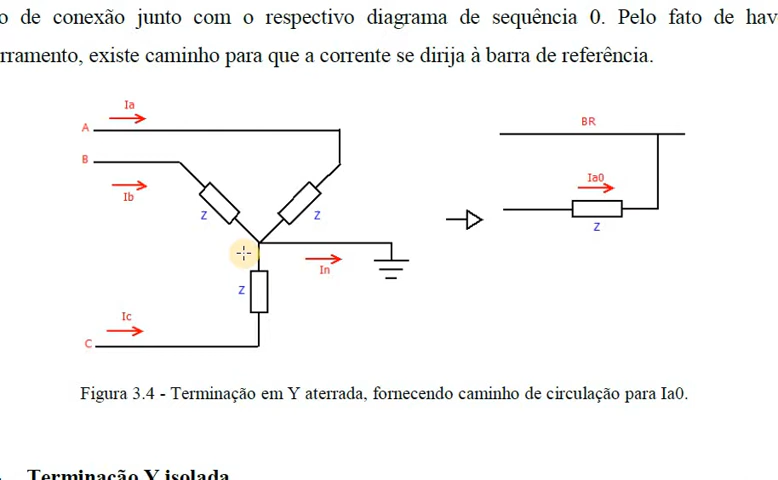 o de conexão junto com o respectivo diagrama de sequência 0. Pelo fato de hav
rramento, existe caminho para que a corrente se dirija à barra de referência.
Ia
A
B
Ib
Z
Z
In
Z
Ic
C
BR
Ia0
Z
Figura 3.4 - Terminação em Y aterrada, fornecendo caminho de circulação para Ia0.
Terminação Y isolada